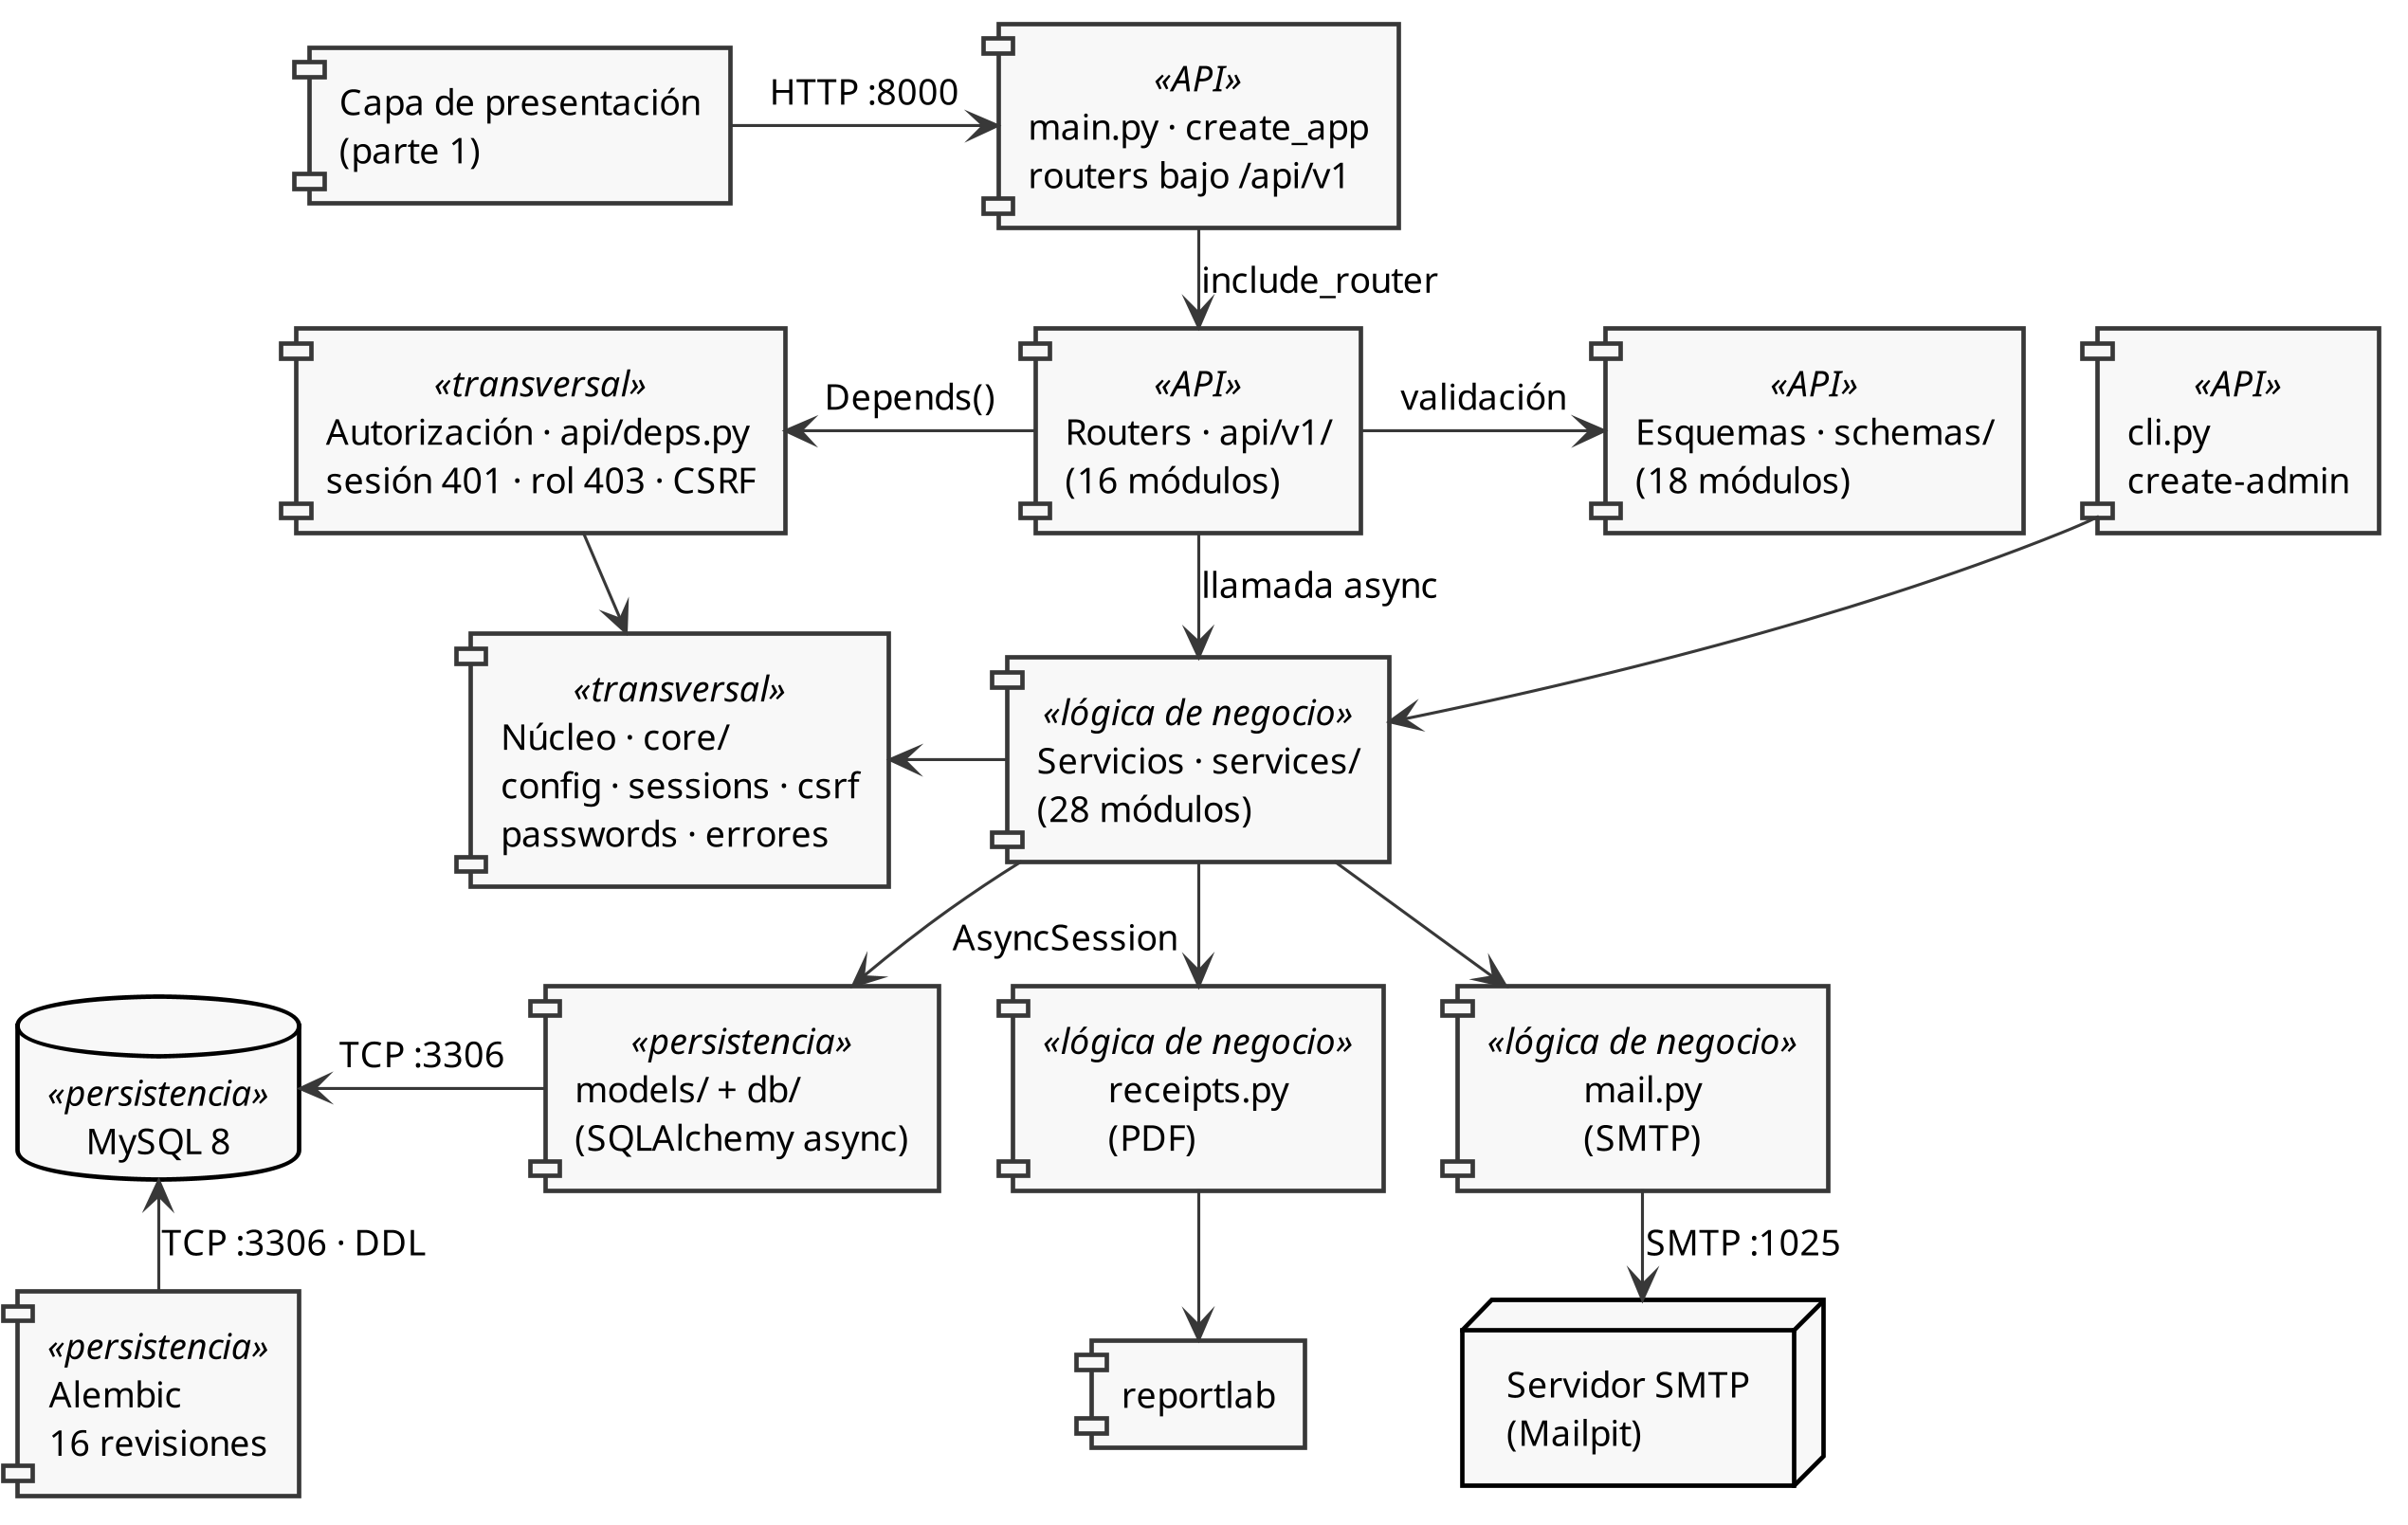 Capa de presentación
(parte 1)
HTTP :8000
«API»
main.py · create_app
routers bajo /api/v1
include_router
«transversal»
Autorización · api/deps.py
sesión 401 · rol 403 · CSRF
Depends()
«API»
Routers · api/v1/
(16 módulos)
validación
«API»
Esquemas · schemas/
(18 módulos)
«API»
cli.py
create-admin
llamada async
«transversal»
Núcleo · core/
config · sessions · csrf
passwords · errores
«lógica de negocio»
Servicios · services/
(28 módulos)
AsyncSession
«persistencia»
MySQL 8
TCP :3306
«persistencia»
models/ + db/
(SQLAlchemy async)
«lógica de negocio»
receipts.py
(PDF)
«lógica de negocio»
mail.py
(SMTP)
TCP :3306 · DDL
SMTP :1025
«persistencia»
Alembic
16 revisiones
reportlab
Servidor SMTP
(Mailpit)